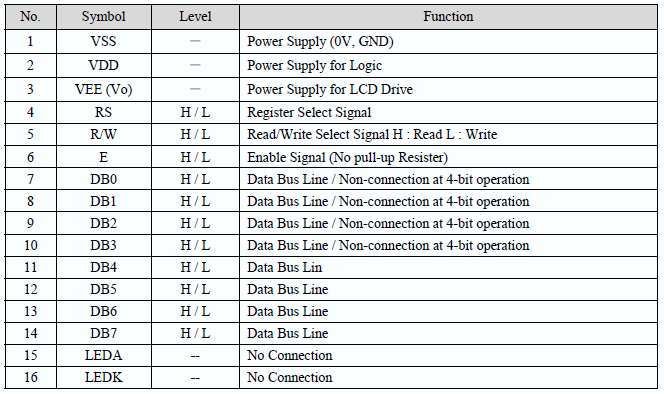 No. Symbol Level Function
1 VSS － Power Supply (0V, GND)
2 VDD － Power Supply for Logic
3 VEE (Vo) － Power Supply for LCD Drive
4 RS H / L Register Select Signal
5 R/W H / L Read/Write Select Signal H : Read L : Write
6 E H / L Enable Signal (No pull-up Resister)
7 DB0 H / L Data Bus Line / Non-connection at 4-bit operation
8 DB1 H / L Data Bus Line / Non-connection at 4-bit operation
9 DB2 H / L Data Bus Line / Non-connection at 4-bit operation
10 DB3 H / L Data Bus Line / Non-connection at 4-bit operation
11 DB4 H / L Data Bus Lin
12 DB5 H / L Data Bus Line
13 DB6 H / L Data Bus Line
14 DB7 H / L Data Bus Line
15 LEDA -- No Connection
16 LEDK -- No Connection